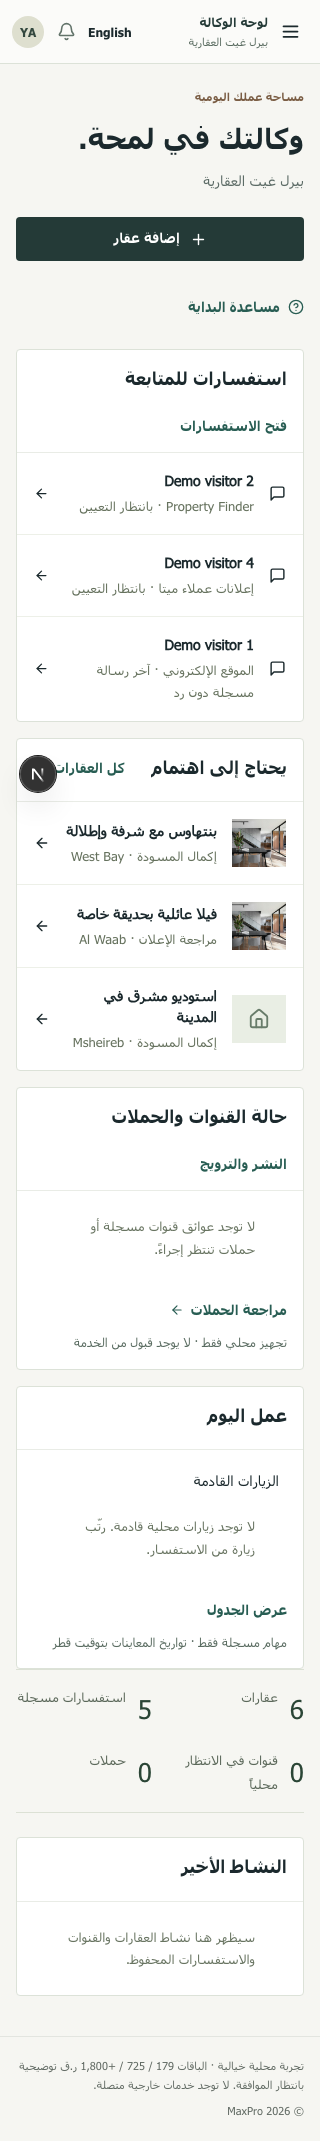 لوحة الوكالة
بيرل غيت العقارية
English
YA
مساحة عملك اليومية
وكالتك في لمحة.
بيرل غيت العقارية
إضافة عقار
مساعدة البداية
استفسارات للمتابعة
فتح الاستفسارات
Demo visitor 2
Property Finder · بانتظار التعيين
Demo visitor 4
إعلانات عملاء ميتا · بانتظار التعيين
Demo visitor 1
الموقع الإلكتروني · آخر رسالة
مسجلة دون رد
يحتاج إلى اهتمام
كل العقارات
N
بنتهاوس مع شرفة وإطلالة
إكمال المسودة · West Bay
فيلا عائلية بحديقة خاصة
مراجعة الإعلان · Al Waab
استوديو مشرق في
المدينة
إكمال المسودة · Msheireb
حالة القنوات والحملات
النشر والترويج
لا توجد عوائق قنوات مسجلة أو
حملات تنتظر إجراءً.
مراجعة الحملات
تجهيز محلي فقط · لا يوجد قبول من الخدمة
عمل اليوم
الزيارات القادمة
لا توجد زيارات محلية قادمة. رتّب
زيارة من الاستفسار.
عرض الجدول
مهام مسجلة فقط · تواريخ المعاينات بتوقيت قطر
6 عقارات
5 استفسارات مسجلة
0 قنوات في الانتظار
محلياً
0 حملات
النشاط الأخير
سيظهر هنا نشاط العقارات والقنوات
والاستفسارات المحفوظ.
تجربة محلية خيالية · الباقات 179 / 725 / +1,800 ر.ق توضيحية
بانتظار الموافقة. لا توجد خدمات خارجية متصلة.
© 2026 MaxPro